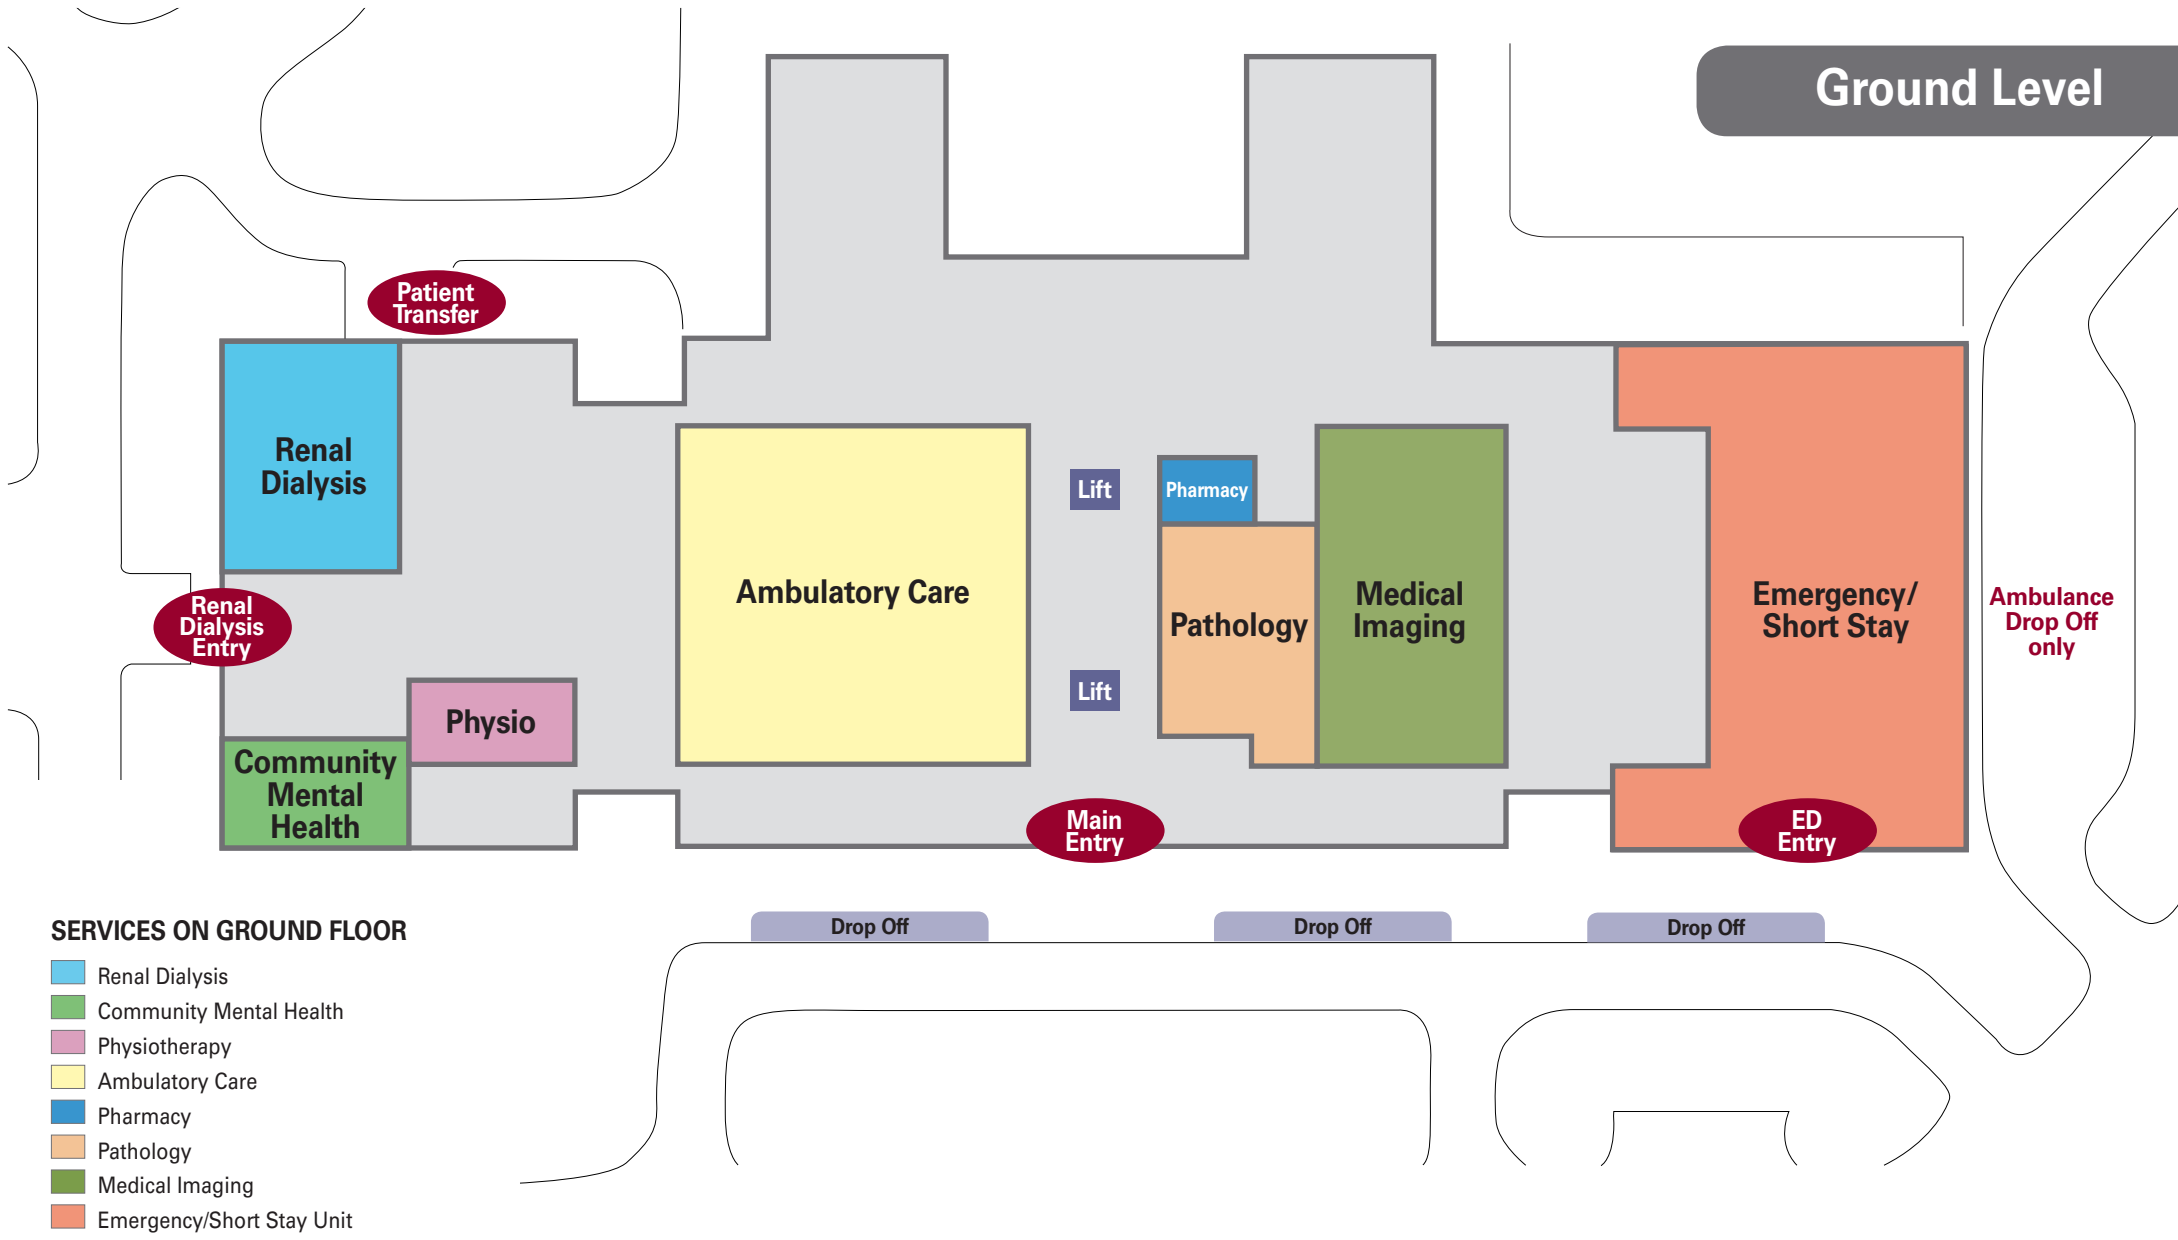 Ground Level
Patient
Transfer
Renal
Dialysis
Lift
Pharmacy
Ambulatory Care
Pathology
Medical
Imaging
Emergency/
Short Stay
Ambulance
Drop Off
only
Renal
Dialysis
Entry
Lift
Physio
Community
Mental
Health
Main
Entry
ED
Entry
Drop Off
Drop Off
Drop Off
SERVICES ON GROUND FLOOR
Renal Dialysis
Community Mental Health
Physiotherapy
Ambulatory Care
Pharmacy
Pathology
Medical Imaging
Emergency/Short Stay Unit